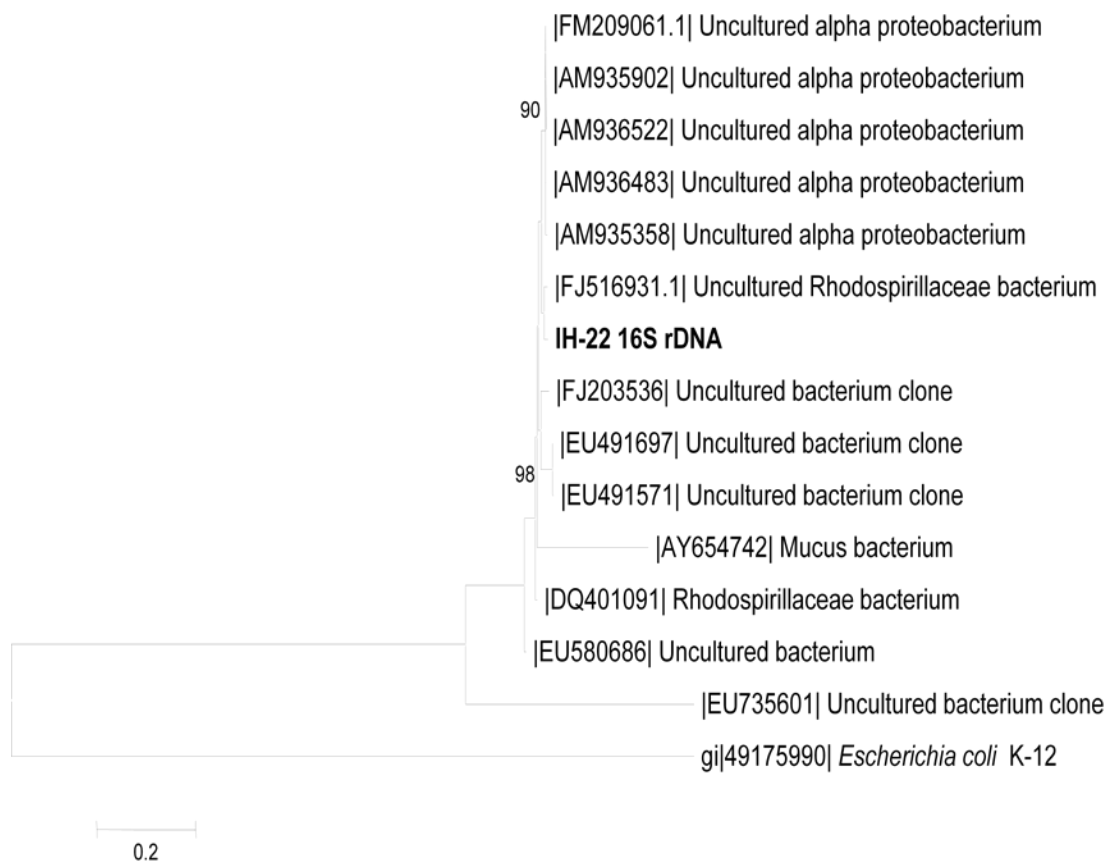 |FM209061.1| Uncultured alpha proteobacterium
|AM935902| Uncultured alpha proteobacterium
90
|AM936522| Uncultured alpha proteobacterium
|AM936483| Uncultured alpha proteobacterium
|AM935358| Uncultured alpha proteobacterium
|FJ516931.1| Uncultured Rhodospirillaceae bacterium
IH-22 16S rDNA
|FJ203536| Uncultured bacterium clone
|EU491697| Uncultured bacterium clone
98
|EU491571| Uncultured bacterium clone
|AY654742| Mucus bacterium
|DQ401091| Rhodospirillaceae bacterium
|EU580686| Uncultured bacterium
|EU735601| Uncultured bacterium clone
gi|49175990| Escherichia coli K-12
0.2